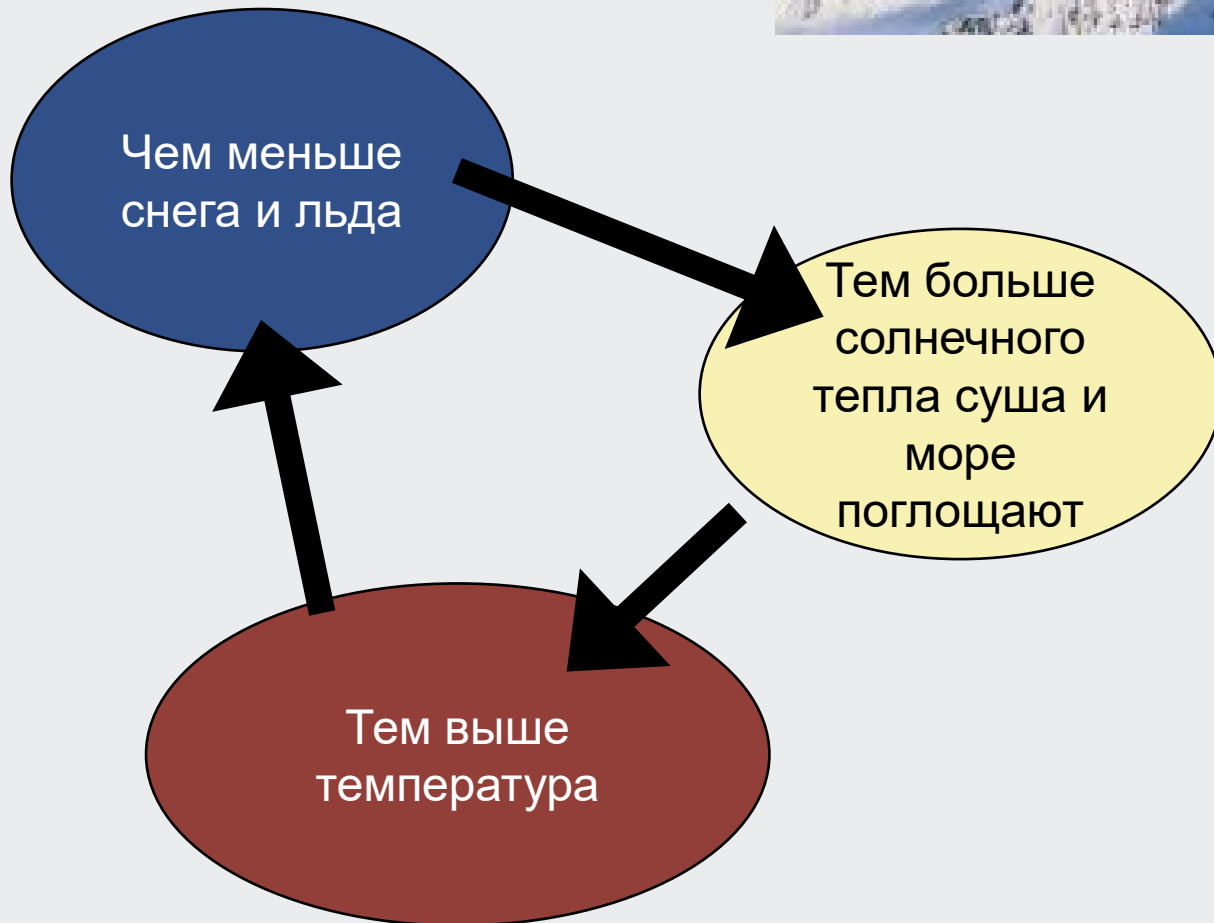 Чем меньше
снега и льда
Тем больше
солнечного
тепла суша и
море
поглощают
Тем выше
температура